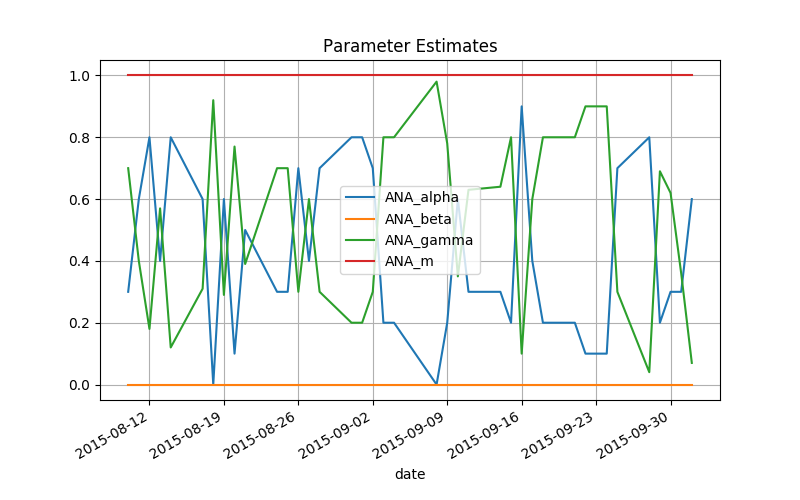 Parameter Estimates
1.0
0.8
0.6
0.4
0.2
0.0
ANA_alpha
ANA_beta
ANA_gamma
ANA_m
2015-08-12
2015-08-19
2015-08-26
2015-09-02
2015-09-09
2015-09-16
2015-09-23
2015-09-30
date